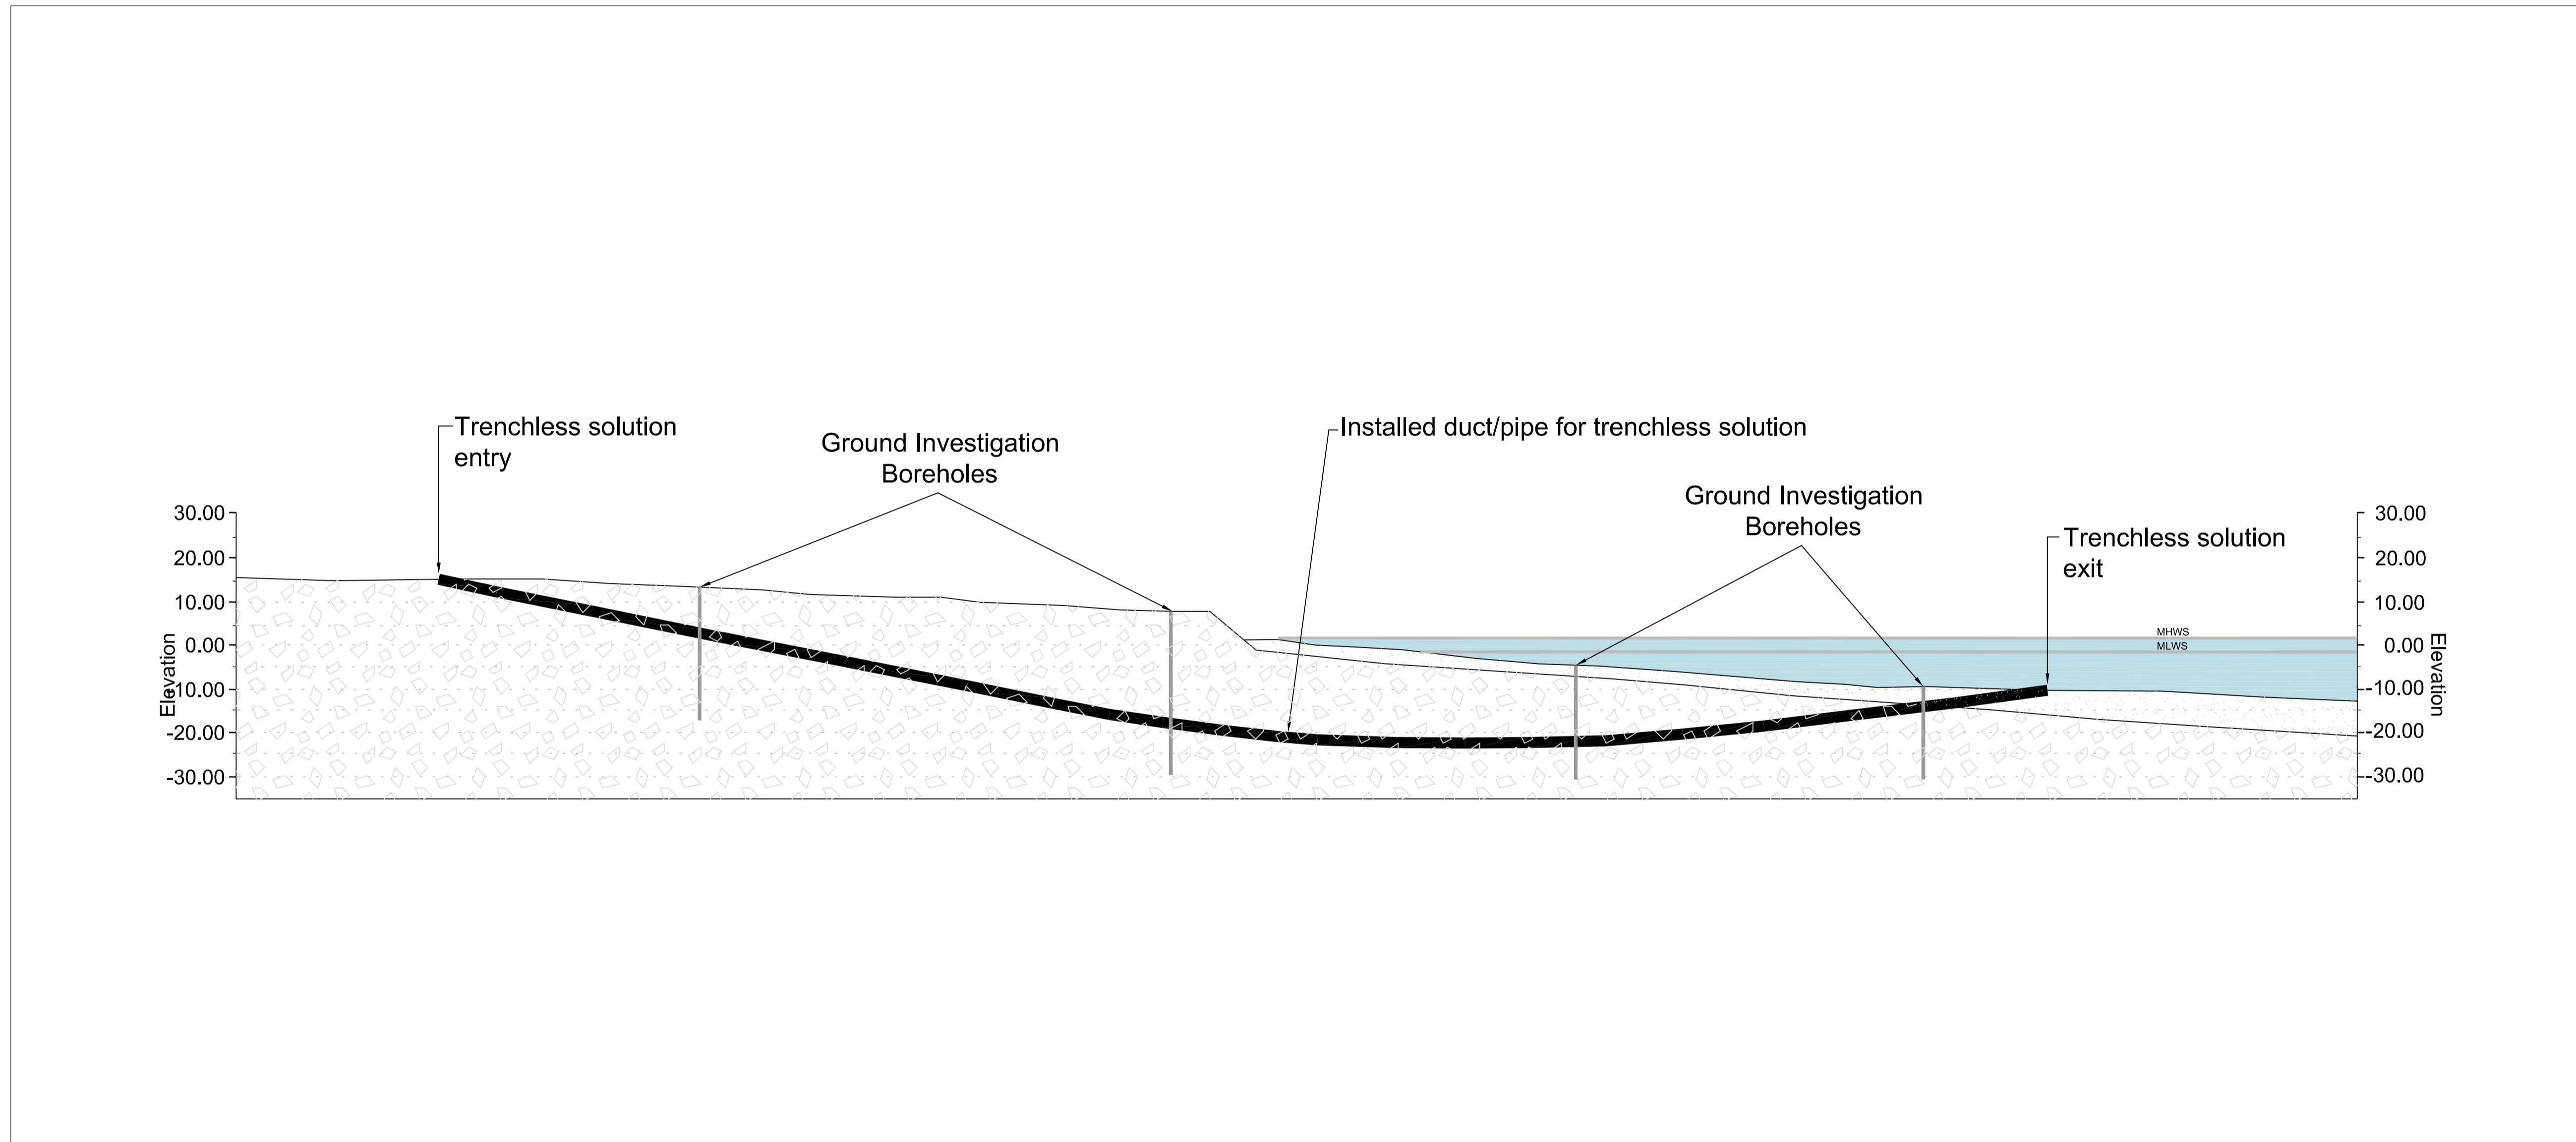 Trenchless solution
entry
Ground Investigation
Boreholes
Installed duct/pipe for trenchless solution
Ground Investigation
Boreholes
Trenchless solution
exit
30.00
20.00
10.00
0.00
-10.00
-20.00
-30.00
Elevation
MHWS
MLWS
30.00
20.00
10.00
0.00
-10.00
-20.00
-30.00
Elevation